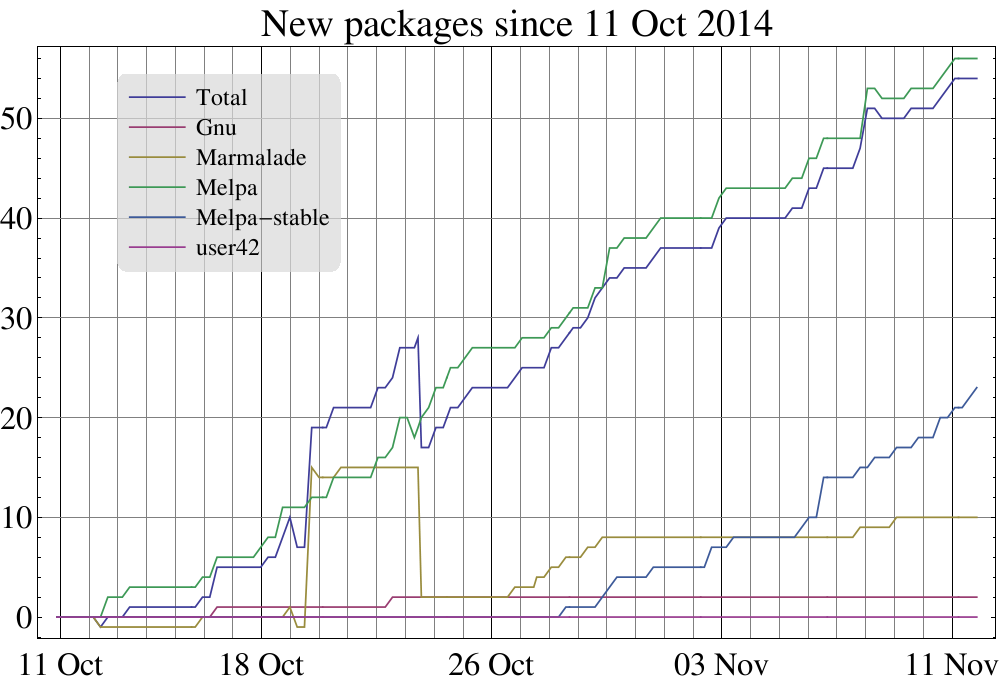 New packages since 11 Oct 2014
Total
Gnu
Marmalade
Melpa
Melpa−stable
user42
50
40
30
20
10
0
11 Oct
18 Oct
26 Oct
03 Nov
11 Nov